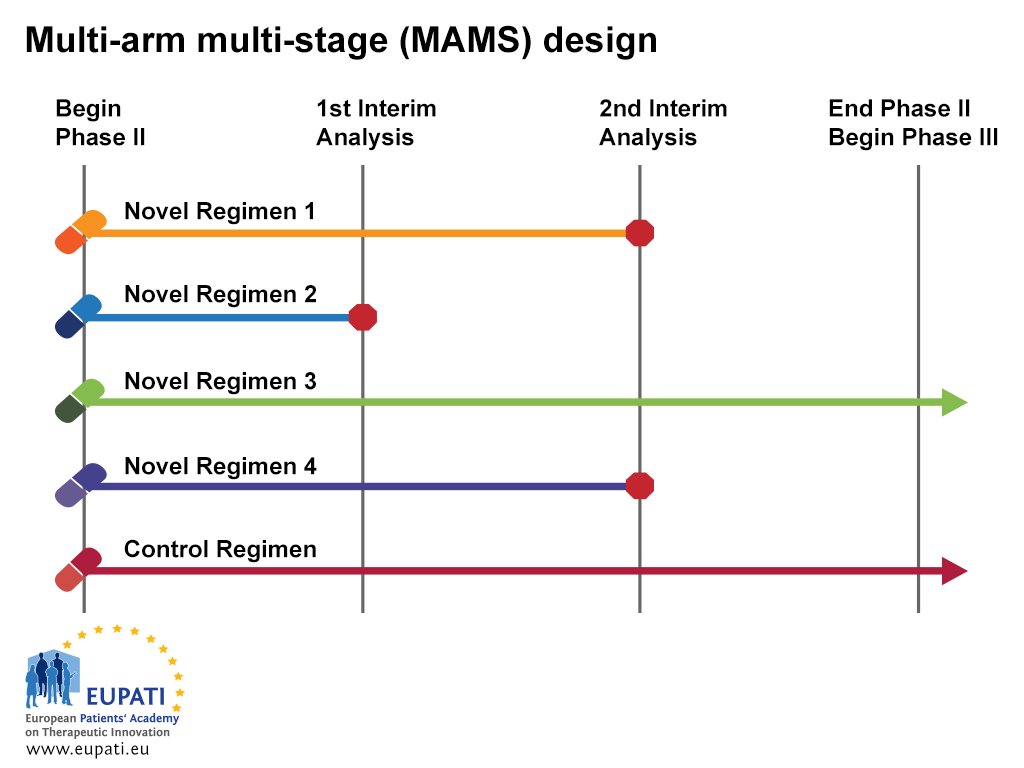 Multi-arm multi-stage (MAMS) design
Begin
Phase II
1st Interim
Analysis
2nd Interim
Analysis
End Phase II
Begin Phase III
Novel Regimen 1
Novel Regimen 2
Novel Regimen 3
Novel Regimen 4
Control Regimen
EUPATI
European Patients' Academy
on Therapeutic Innovation
www.eupati.eu